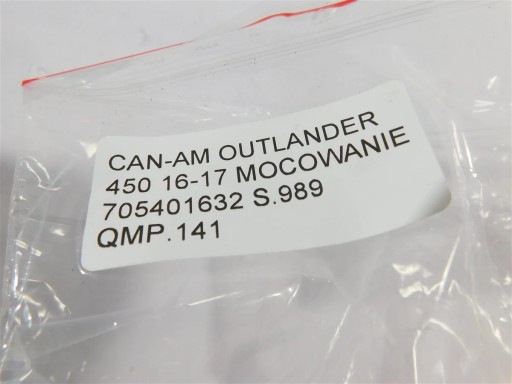 CAN-AM OUTLANDER
450 16-17 MOCOWANIE
705401632 S.989
QMP.141